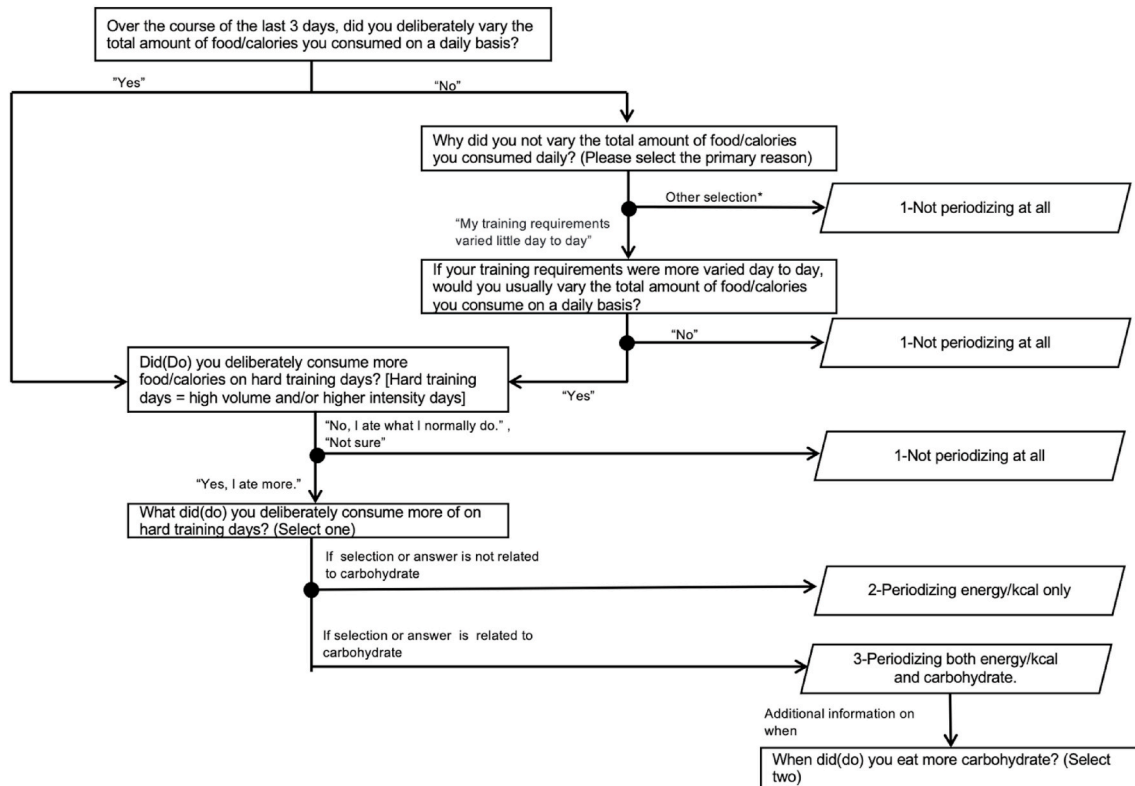 Over the course of the last 3 days, did you deliberately vary the
total amount of food/calories you consumed on a daily basis?
"Yes"
“No”
Why did you not vary the total amount of food/calories
you consumed daily? (Please select the primary reason)
Other selection*
1-Not periodizing at all
“My training requirements
varied little day to day”
If your training requirements were more varied day to day,
would you usually vary the total amount of food/calories
you consume on a daily basis?
“No”
1-Not periodizing at all
Did(Do) you deliberately consume more
food/calories on hard training days? [Hard training
days = high volume and/or higher intensity days]
“Yes”
“No, I ate what I normally do.” ,
“Not sure”
1-Not periodizing at all
“Yes, I ate more.”
What did(do) you deliberately consume more of on
hard training days? (Select one)
If selection or answer is not related
to carbohydrate
2-Periodizing energy/kcal only
If selection or answer is related to
carbohydrate
3-Periodizing both energy/kcal
and carbohydrate.
Additional information on
when
When did(do) you eat more carbohydrate? (Select
two)